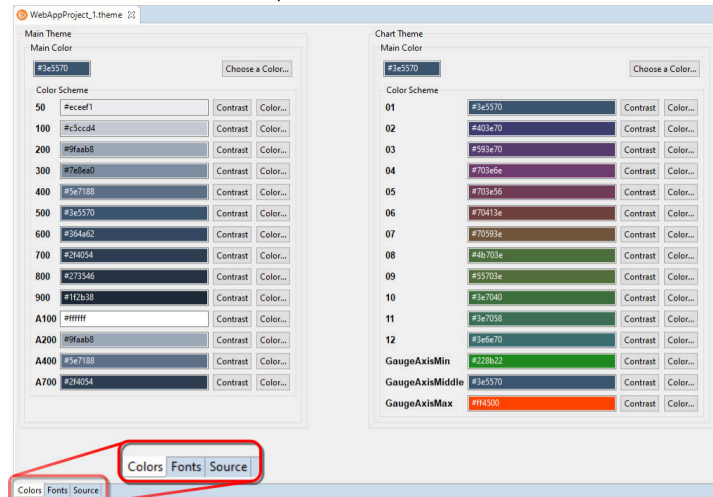 WebAppProject_1.theme
Main Theme
Main Color
#3e5570 Choose a Color...
Color Scheme
50 #eceef1 Contrast Color...
100 #c5ccd4 Contrast Color...
200 #9faab8 Contrast Color...
300 #7e8ea0 Contrast Color...
400 #5e7188 Contrast Color...
500 #3e5570 Contrast Color...
600 #364a62 Contrast Color...
700 #2f4054 Contrast Color...
800 #273546 Contrast Color...
900 #1f2b38 Contrast Color...
A100 #ffffff Contrast Color...
A200 #9faab8 Contrast Color...
A400 #5e7188 Contrast Color...
A700 #2f4054 Contrast Color...
Chart Theme
Main Color
#3e5570 Choose a Color...
Color Scheme
01 #3e5570 Contrast Color...
02 #403e70 Contrast Color...
03 #593e70 Contrast Color...
04 #703e6e Contrast Color...
05 #703e56 Contrast Color...
06 #70413e Contrast Color...
07 #70593e Contrast Color...
08 #4b703e Contrast Color...
09 #55703e Contrast Color...
10 #3e7040 Contrast Color...
11 #3e7058 Contrast Color...
12 #3e6e70 Contrast Color...
GaugeAxisMin #228b22 Contrast Color...
GaugeAxisMiddle #3e5570 Contrast Color...
GaugeAxisMax #ff4500 Contrast Color...
Colors Fonts Source
Colors Fonts Source